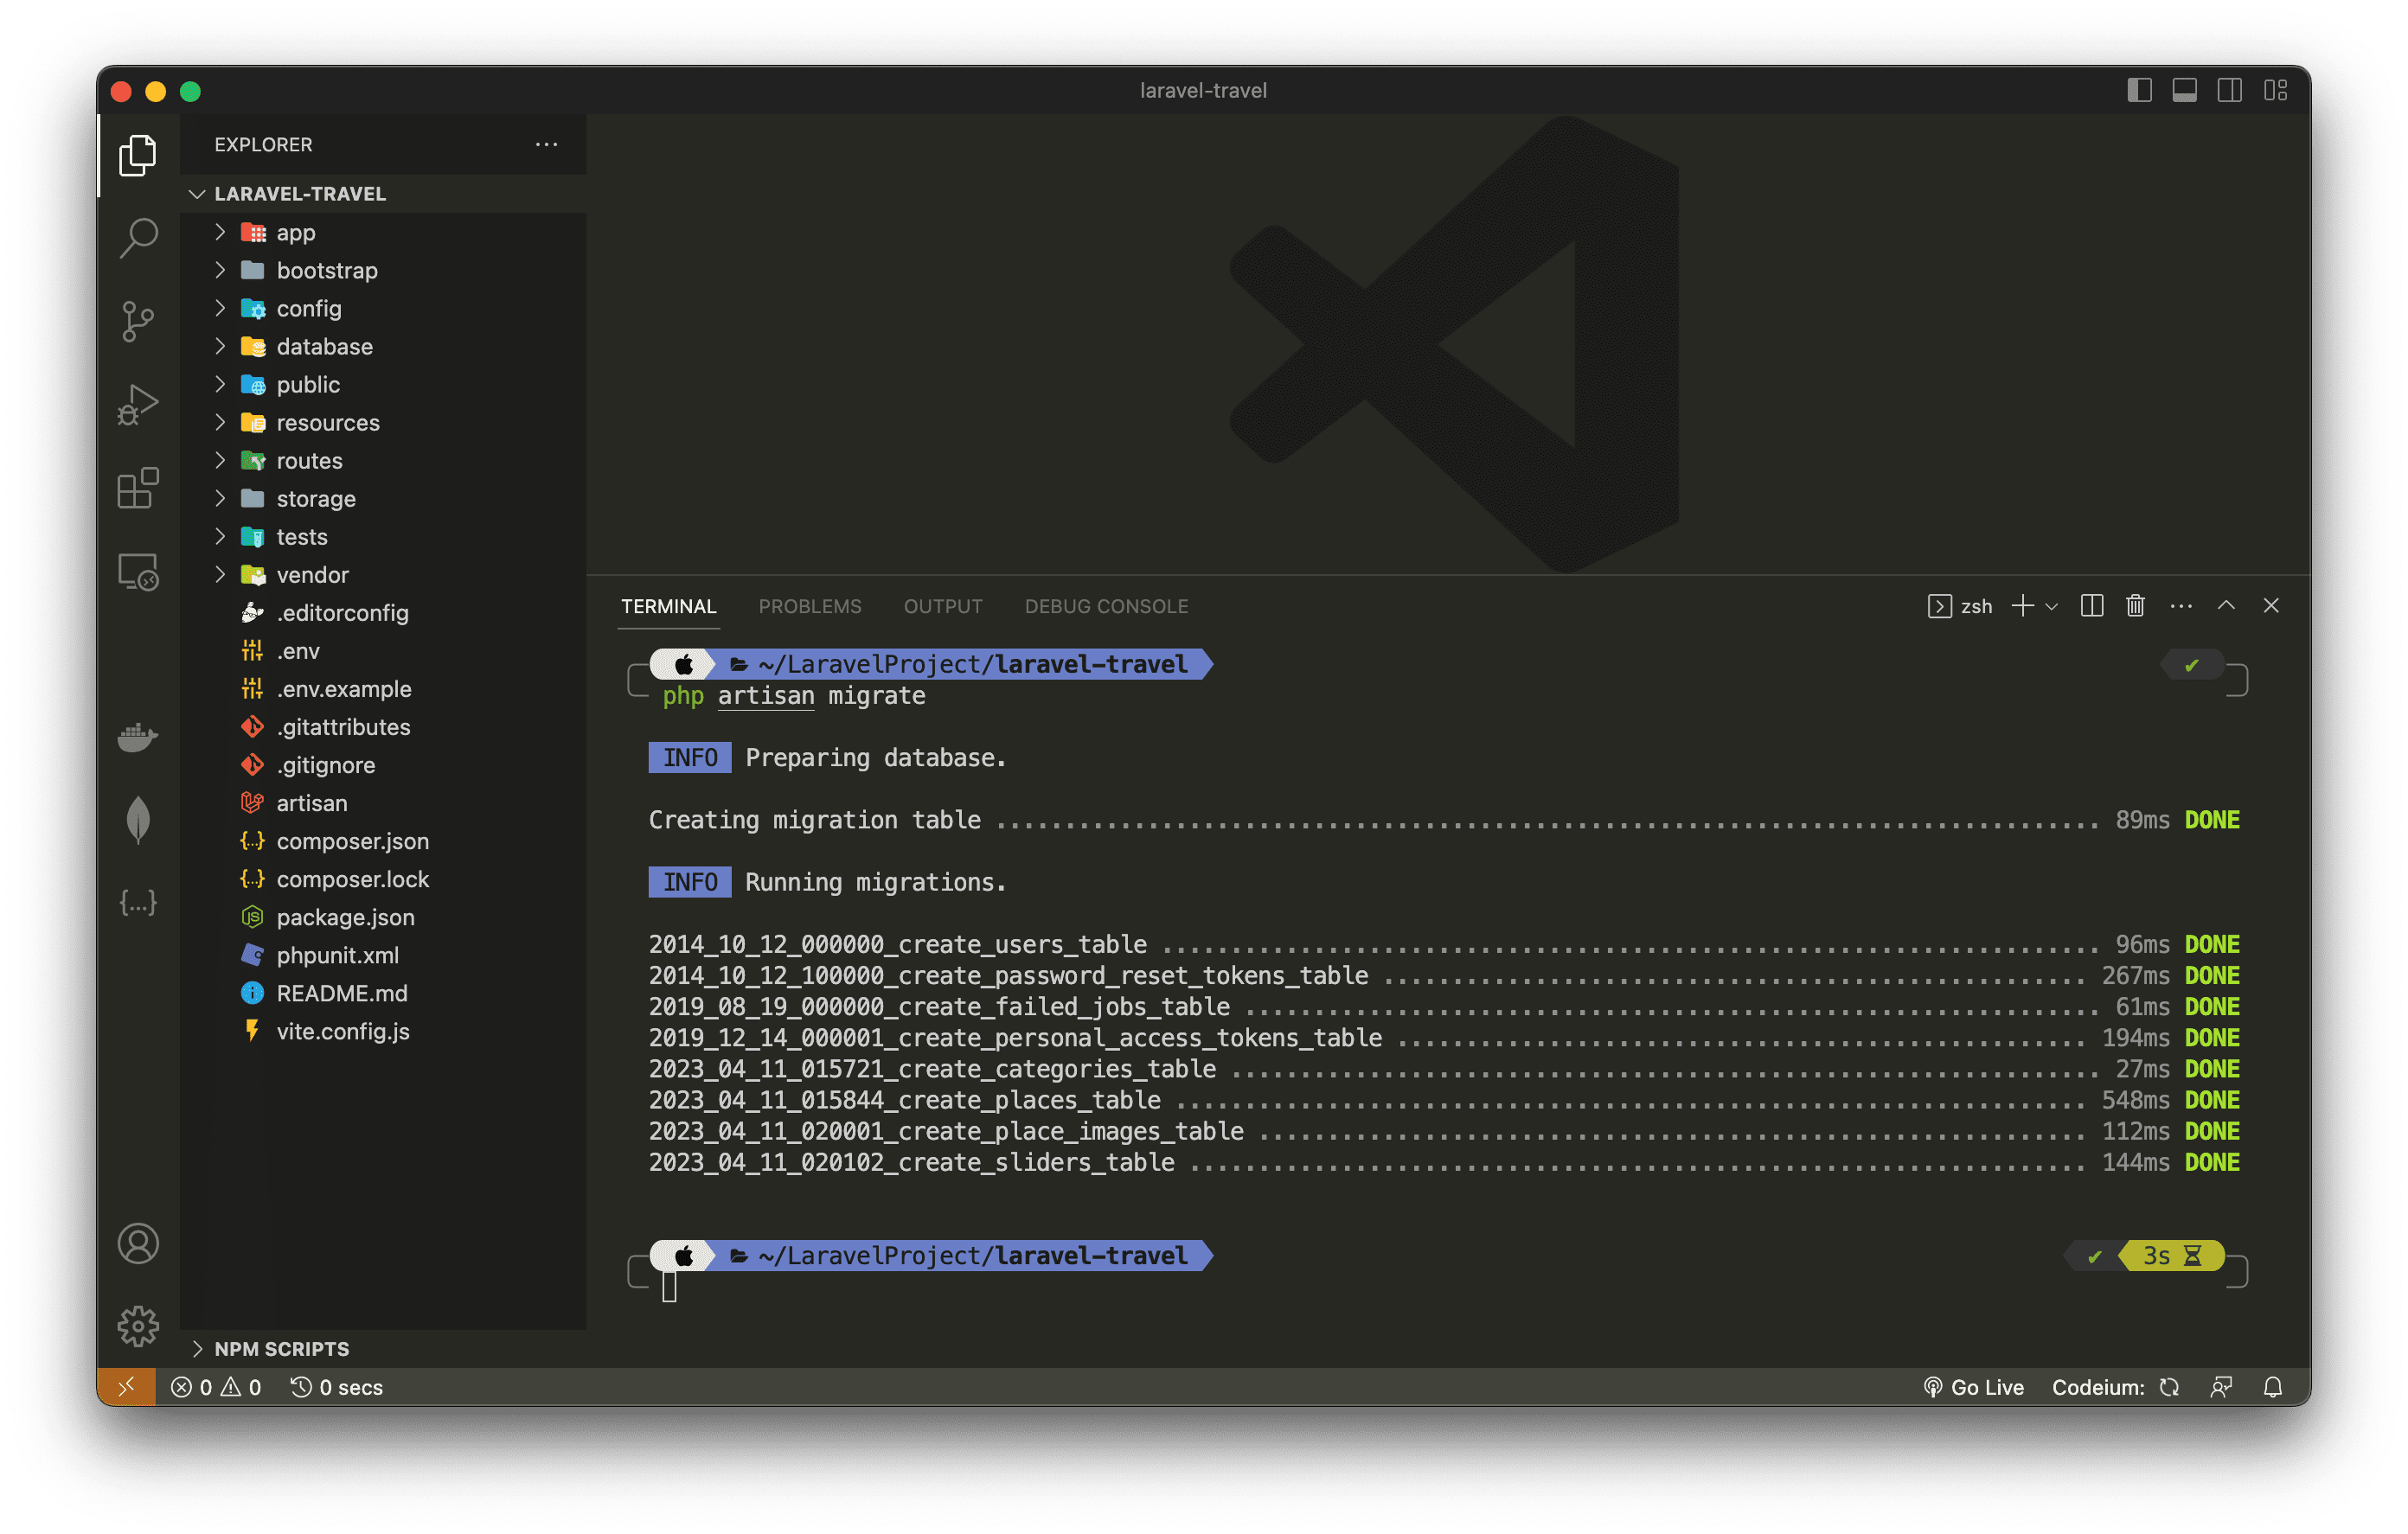 laravel-travel
EXPLORER
LARAVEL-TRAVEL
app
bootstrap
config
database
public
resources
routes
storage
tests
vendor
.editorconfig
.env
.env.example
.gitattributes
.gitignore
artisan
composer.json
composer.lock
package.json
phpunit.xml
README.md
vite.config.js
NPM SCRIPTS
TERMINAL PROBLEMS OUTPUT DEBUG CONSOLE zsh
~/LaravelProject/laravel-travel
php artisan migrate
INFO Preparing database.
Creating migration table ................................................................................ 89ms DONE
INFO Running migrations.
2014_10_12_000000_create_users_table .................................................................... 96ms DONE
2014_10_12_100000_create_password_reset_tokens_table ................................................... 267ms DONE
2019_08_19_000000_create_failed_jobs_table .............................................................. 61ms DONE
2019_12_14_000001_create_personal_access_tokens_table .................................................. 194ms DONE
2023_04_11_015721_create_categories_table ............................................................... 27ms DONE
2023_04_11_015844_create_places_table .................................................................. 548ms DONE
2023_04_11_020001_create_place_images_table ............................................................ 112ms DONE
2023_04_11_020102_create_sliders_table ................................................................. 144ms DONE
~/LaravelProject/laravel-travel 3s
0 0 0 secs Go Live Codeium: